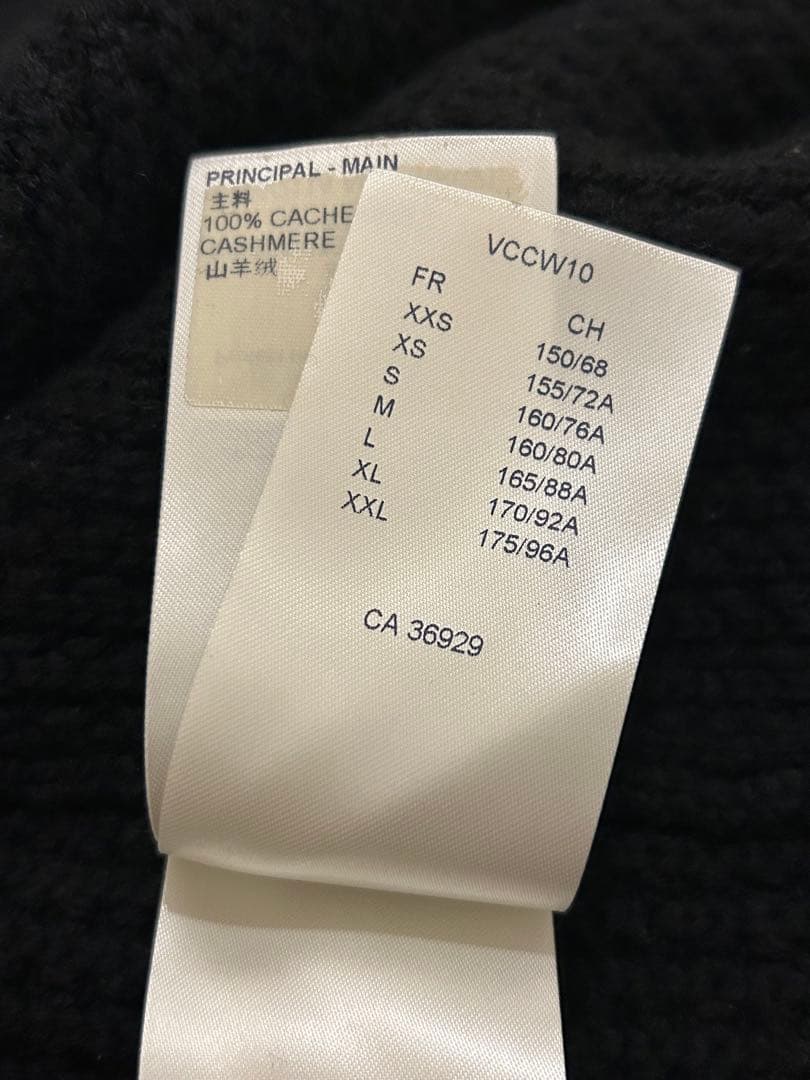 PRINCIPAL - MAIN
主料
100% CACHE
CASHMERE
山羊绒
VCCW10
FR CH
XXS 150/68
XS 155/72A
S 160/76A
M 160/80A
L 165/88A
XL 170/92A
XXL 175/96A
CA 36929